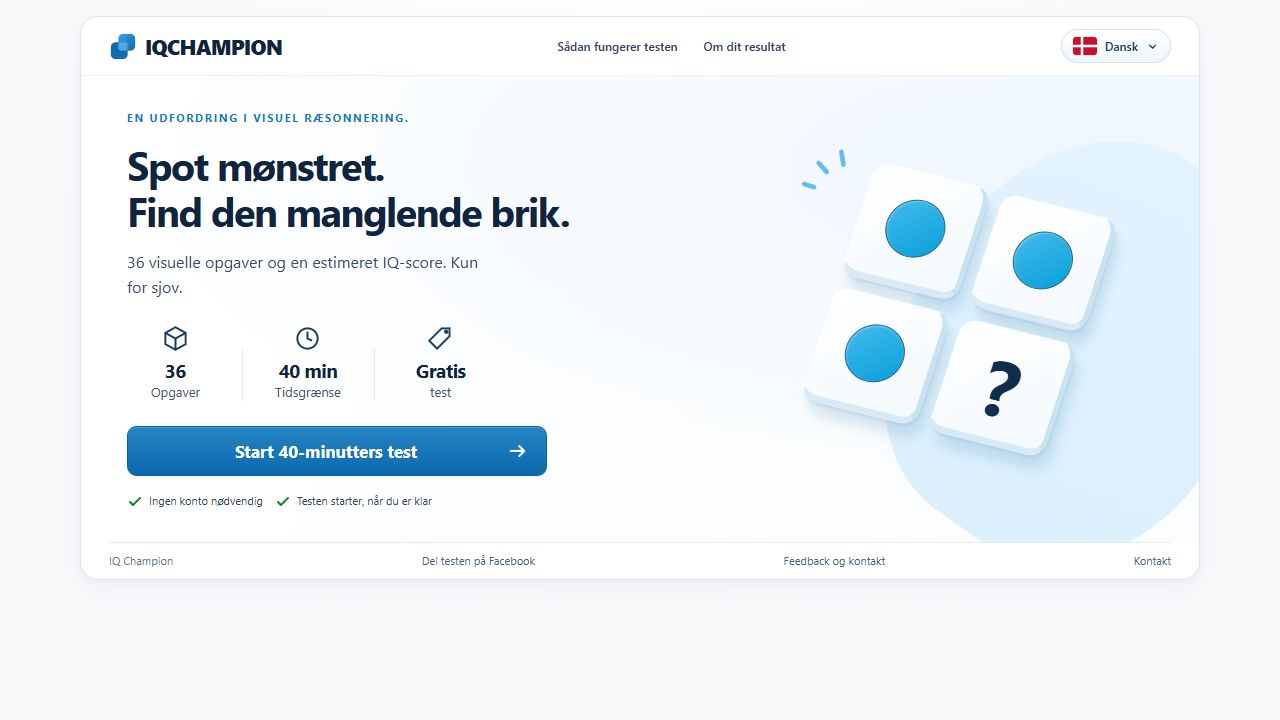 IQCHAMPION
Sådan fungerer testen
Om dit resultat
Dansk
EN UDFORDRING I VISUEL RÆSONNERING.
Spot mønstret.
Find den manglende brik.
36 visuelle opgaver og en estimeret IQ-score. Kun
for sjov.
36
Opgaver
40 min
Tidsgrænse
Gratis
test
?
Start 40-minutters test
Ingen konto nødvendig
Testen starter, når du er klar
IQ Champion
Del testen på Facebook
Feedback og kontakt
Kontakt